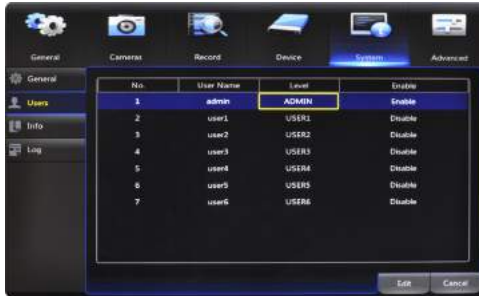 General Cameras Record Device System Advanced
General
Users
Info
Log
No. User Name Level Enable
1 admin ADMIN Enable
2 user1 USER1 Disable
3 user2 USER2 Disable
4 user3 USER3 Disable
5 user4 USER4 Disable
6 user5 USER5 Disable
7 user6 USER6 Disable
Edit Cancel